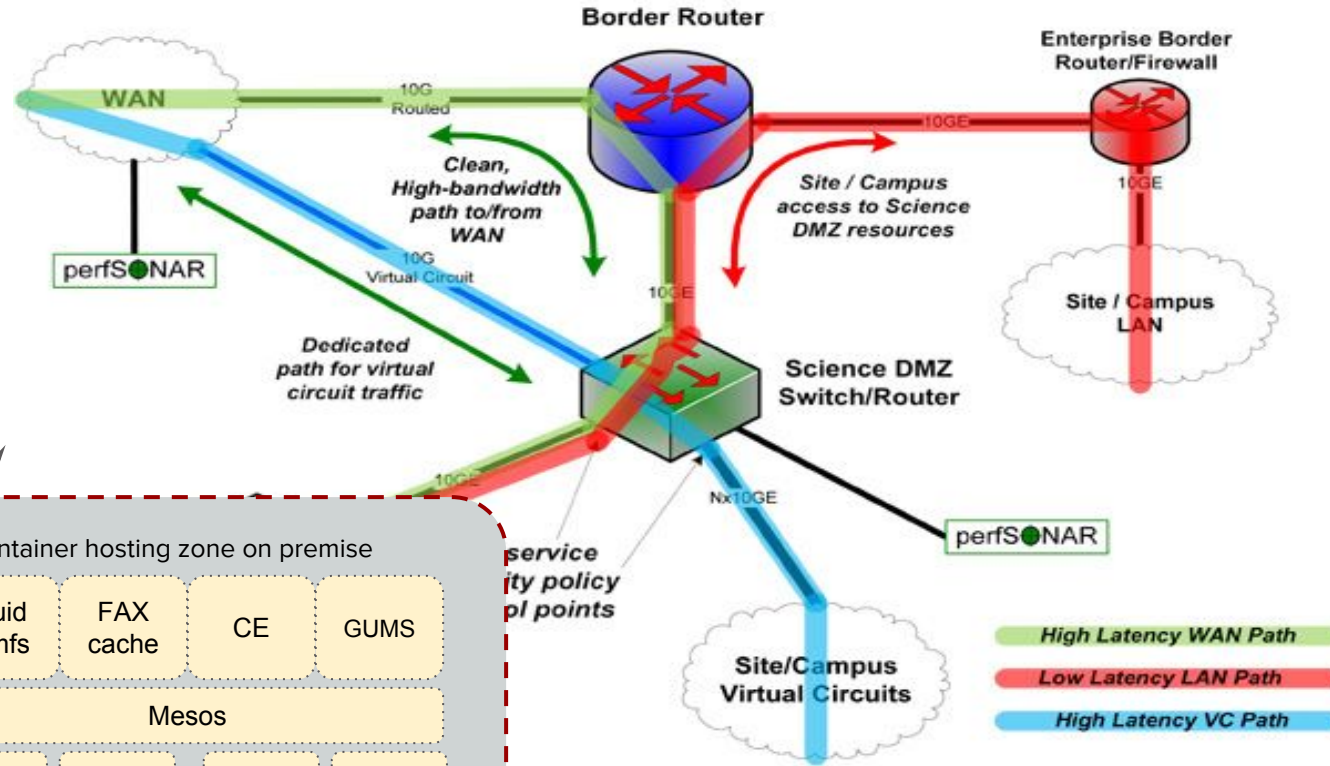 Border Router
Enterprise Border
Router/Firewall
WAN
10G
Routed
10GE
10GE
Clean,
High-bandwidth
path to/from
WAN
Site / Campus
access to Science
DMZ resources
perfSONAR
10G
Virtual Circuit
10GE
Site / Campus
LAN
Dedicated
path for virtual
circuit traffic
Science DMZ
Switch/Router
10GE
Nx10GE
perfSONAR
ntainer hosting zone on premise
service
ity policy
ol points
uid
nfs
FAX
cache
CE
GUMS
Mesos
Site/Campus
Virtual Circuits
High Latency WAN Path
Low Latency LAN Path
High Latency VC Path